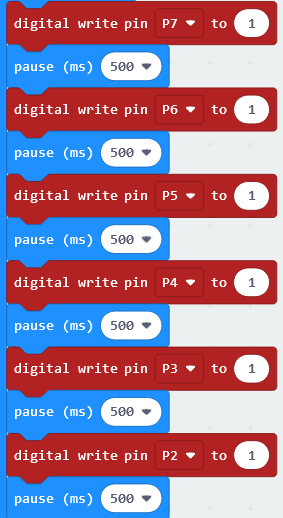 digital write pin P7 to 1
pause (ms) 500
digital write pin P6 to 1
pause (ms) 500
digital write pin P5 to 1
pause (ms) 500
digital write pin P4 to 1
pause (ms) 500
digital write pin P3 to 1
pause (ms) 500
digital write pin P2 to 1
pause (ms) 500